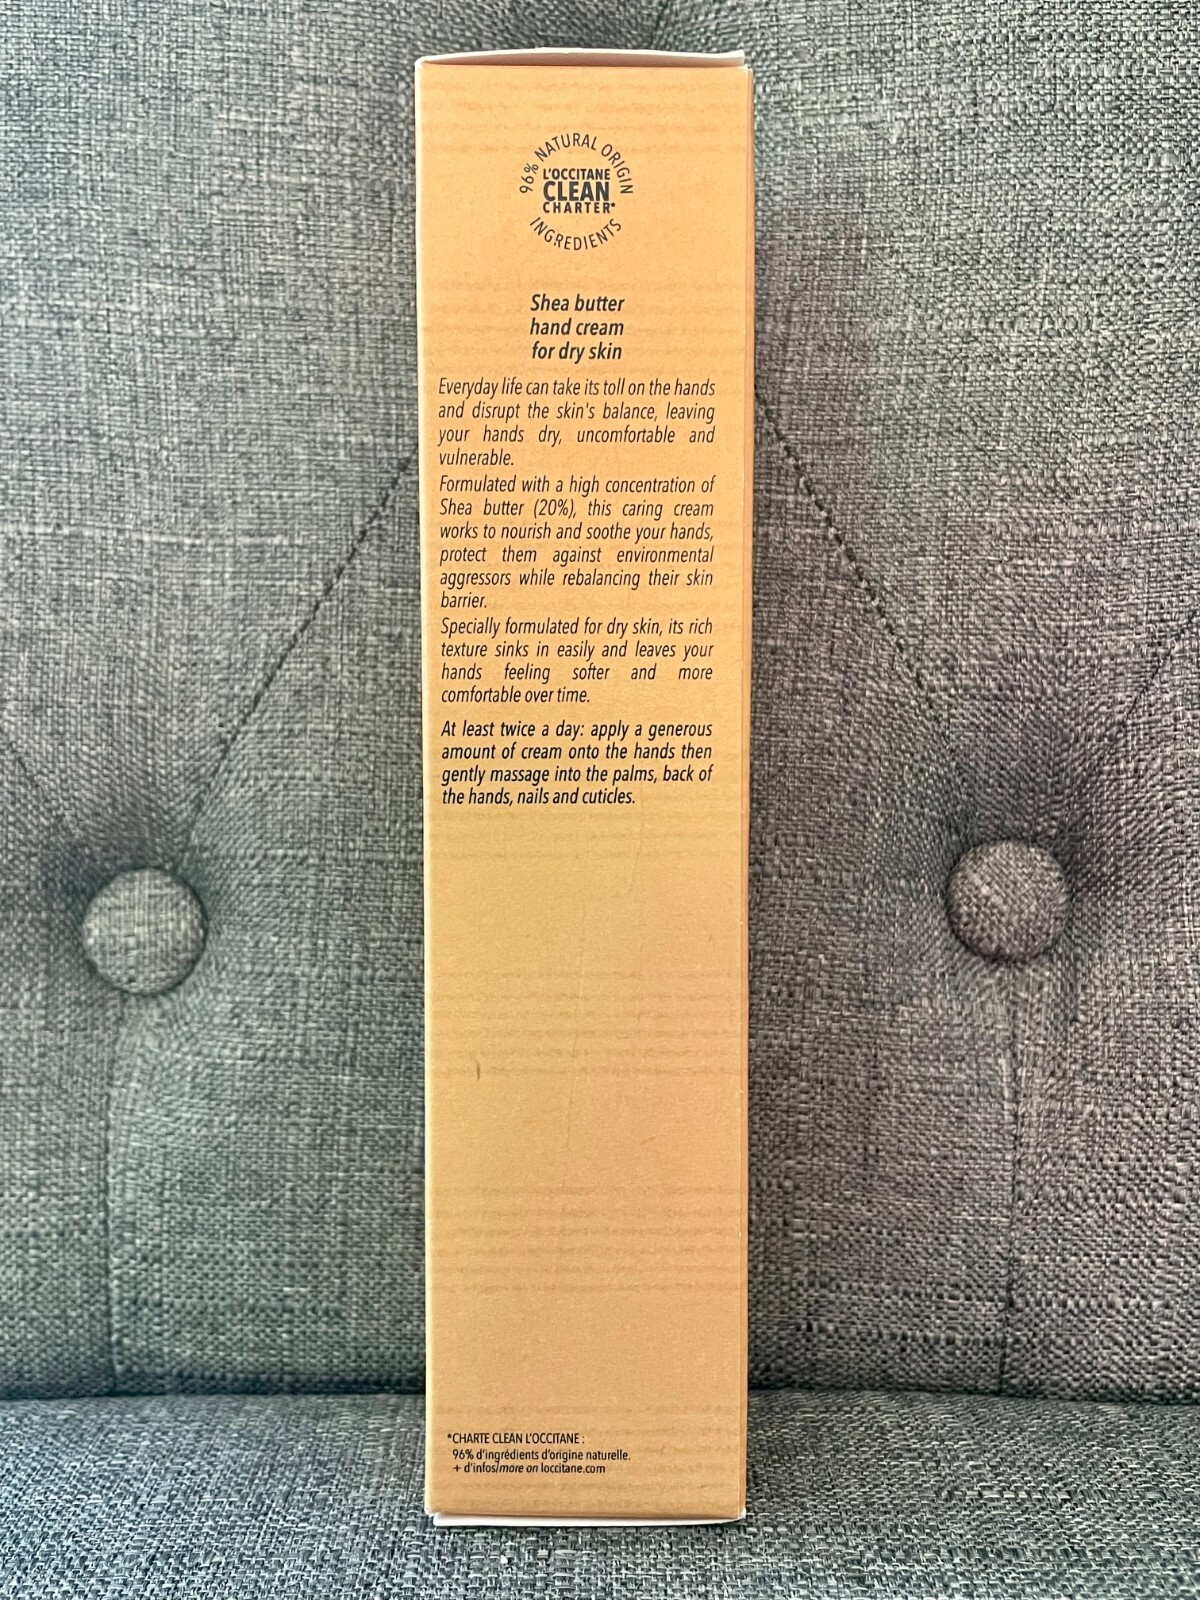 96% NATURAL ORIGIN
L'OCCITANE
CLEAN
CHARTER*
INGREDIENTS
Shea butter
hand cream
for dry skin
Everyday life can take its toll on the hands
and disrupt the skin's balance, leaving
your hands dry, uncomfortable and
vulnerable.
Formulated with a high concentration of
Shea butter (20%), this caring cream
works to nourish and soothe your hands,
protect them against environmental
aggressors while rebalancing their skin
barrier.
Specially formulated for dry skin, its rich
texture sinks in easily and leaves your
hands feeling softer and more
comfortable over time.
At least twice a day: apply a generous
amount of cream onto the hands then
gently massage into the palms, back of
the hands, nails and cuticles.
*CHARTE CLEAN L'OCCITANE :
96% d'ingrédients d'origine naturelle.
+ d'infos/more on loccitane.com